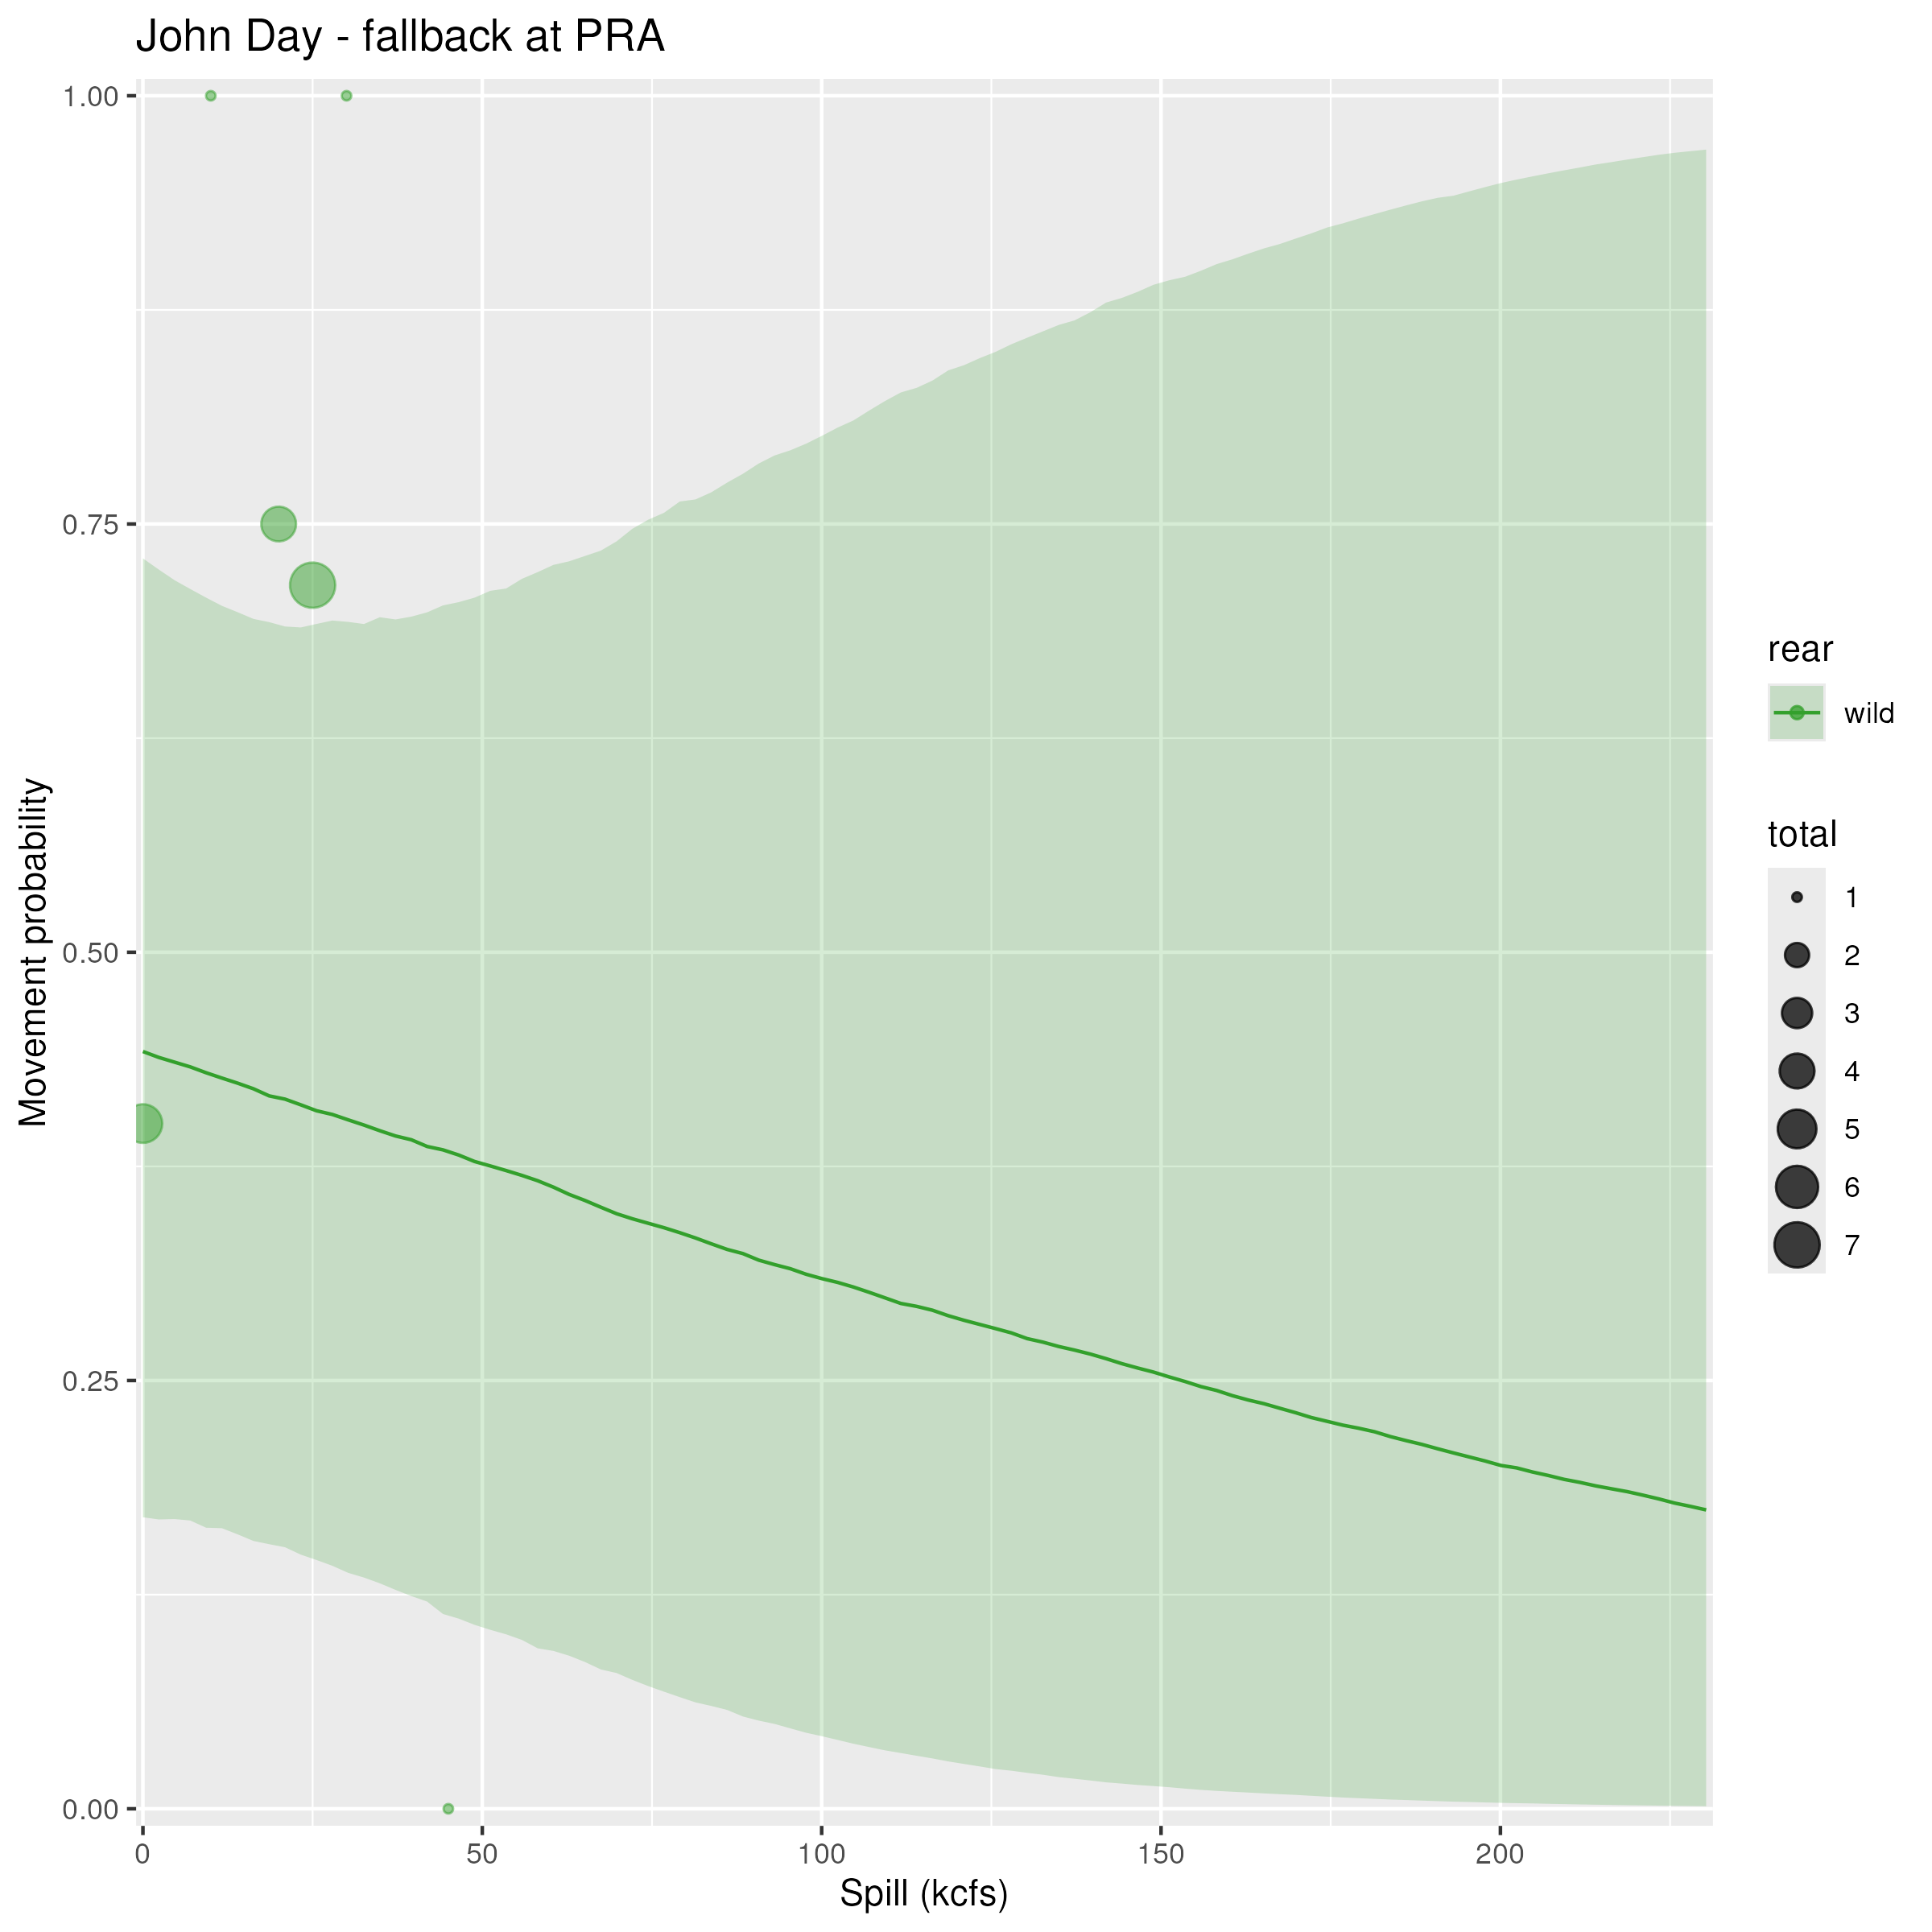 John Day - fallback at PRA
1.00
0.75
0.50
0.25
0.00
Movement probability
0
50
100
150
200
Spill (kcfs)
rear
wild
total
1
2
3
4
5
6
7